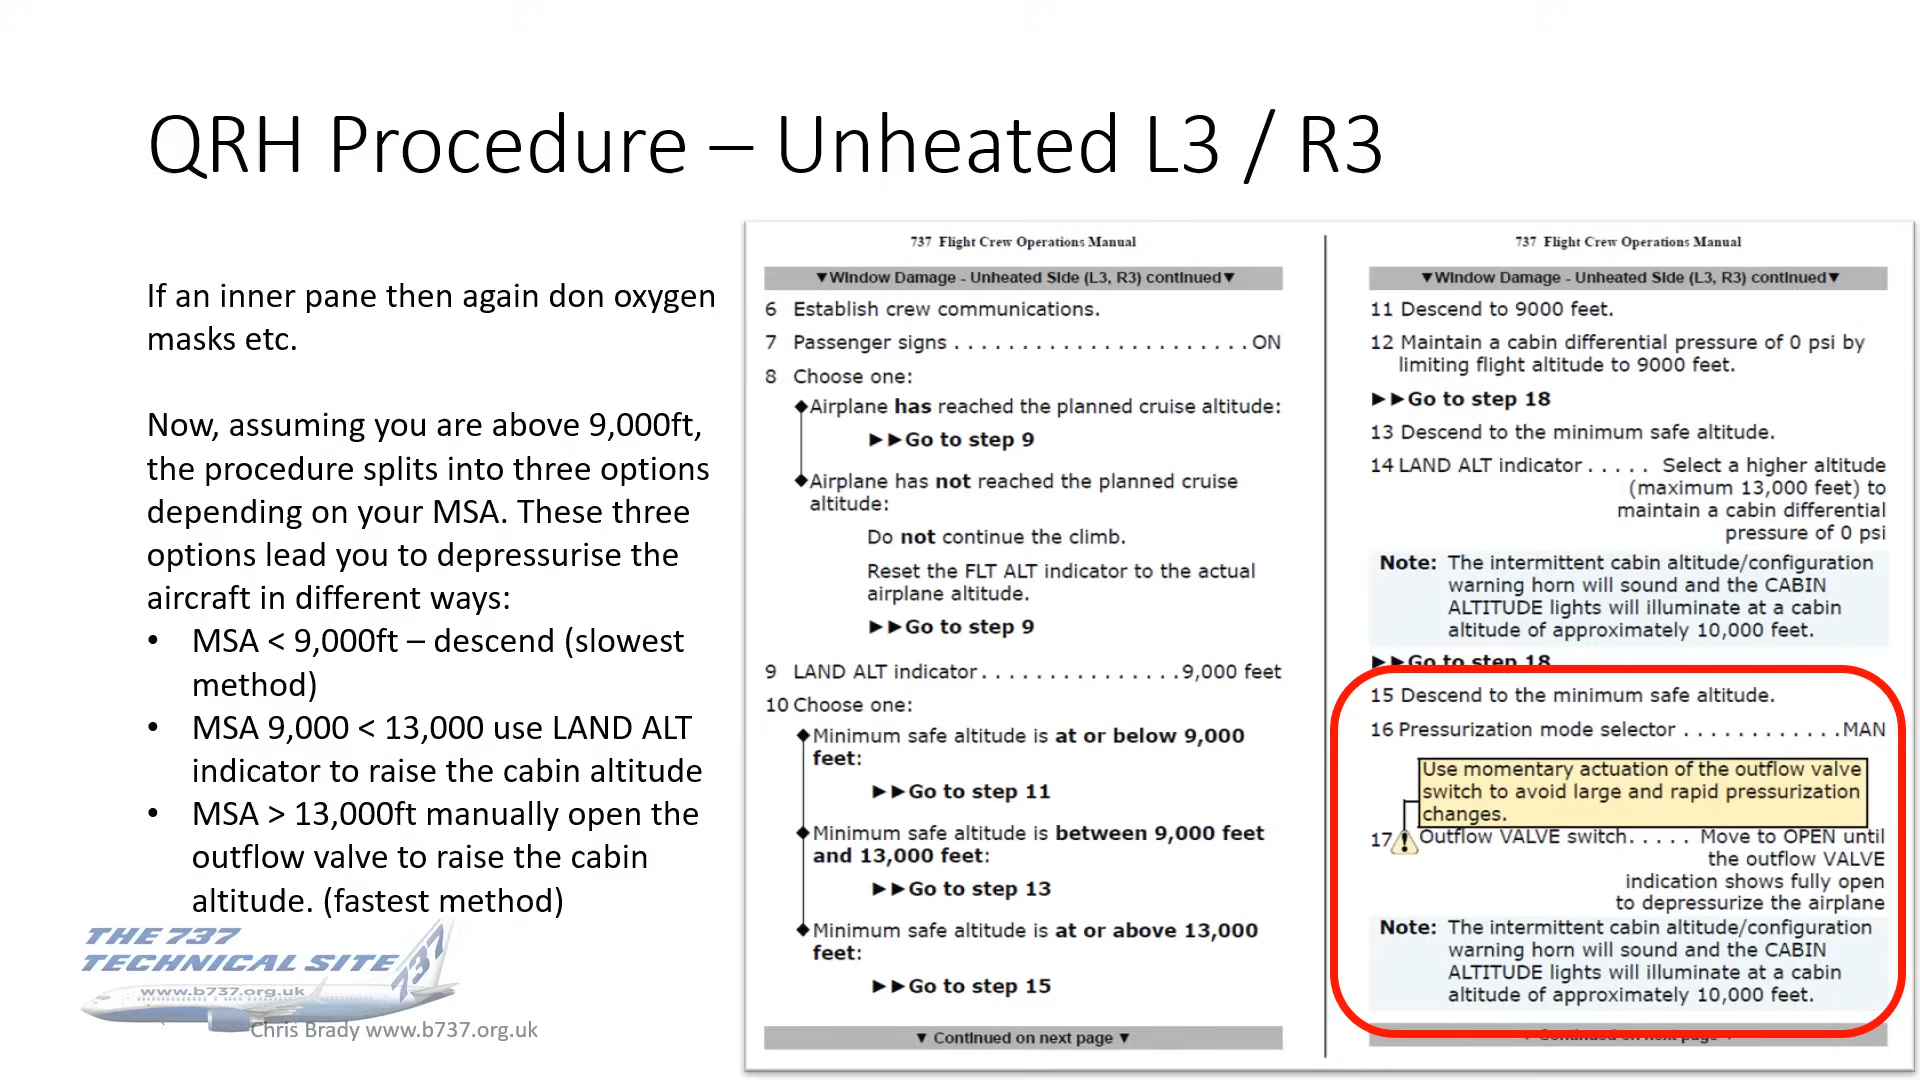 QRH Procedure – Unheated L3 / R3
If an inner pane then again don oxygen
masks etc.
Now, assuming you are above 9,000ft,
the procedure splits into three options
depending on your MSA. These three
options lead you to depressurise the
aircraft in different ways:
• MSA < 9,000ft – descend (slowest
method)
• MSA 9,000 < 13,000 use LAND ALT
indicator to raise the cabin altitude
• MSA > 13,000ft manually open the
outflow valve to raise the cabin
altitude. (fastest method)
THE 737
TECHNICAL SITE
737
www.b737.org.uk
Chris Brady www.b737.org.uk
737 Flight Crew Operations Manual
▼Window Damage - Unheated Side (L3, R3) continued▼
6 Establish crew communications.
7 Passenger signs . . . . . . . . . . . . . . . . . . . . . . . ON
8 Choose one:
◆Airplane has reached the planned cruise altitude:
▶▶Go to step 9
◆Airplane has not reached the planned cruise
altitude:
Do not continue the climb.
Reset the FLT ALT indicator to the actual
airplane altitude.
▶▶Go to step 9
9 LAND ALT indicator . . . . . . . . . . . . . . . 9,000 feet
10 Choose one:
◆Minimum safe altitude is at or below 9,000
feet:
▶▶Go to step 11
◆Minimum safe altitude is between 9,000 feet
and 13,000 feet:
▶▶Go to step 13
◆Minimum safe altitude is at or above 13,000
feet:
▶▶Go to step 15
▼ Continued on next page ▼
737 Flight Crew Operations Manual
▼Window Damage - Unheated Side (L3, R3) continued▼
11 Descend to 9000 feet.
12 Maintain a cabin differential pressure of 0 psi by
limiting flight altitude to 9000 feet.
▶▶Go to step 18
13 Descend to the minimum safe altitude.
14 LAND ALT indicator . . . . . Select a higher altitude
(maximum 13,000 feet) to
maintain a cabin differential
pressure of 0 psi
Note: The intermittent cabin altitude/configuration
warning horn will sound and the CABIN
ALTITUDE lights will illuminate at a cabin
altitude of approximately 10,000 feet.
▶▶Go to step 18
15 Descend to the minimum safe altitude.
16 Pressurization mode selector . . . . . . . . . . . . MAN
Use momentary actuation of the outflow valve
switch to avoid large and rapid pressurization
changes.
17 Outflow VALVE switch. . . . . Move to OPEN until
the outflow VALVE
indication shows fully open
to depressurize the airplane
Note: The intermittent cabin altitude/configuration
warning horn will sound and the CABIN
ALTITUDE lights will illuminate at a cabin
altitude of approximately 10,000 feet.
▼ Continued on next page ▼